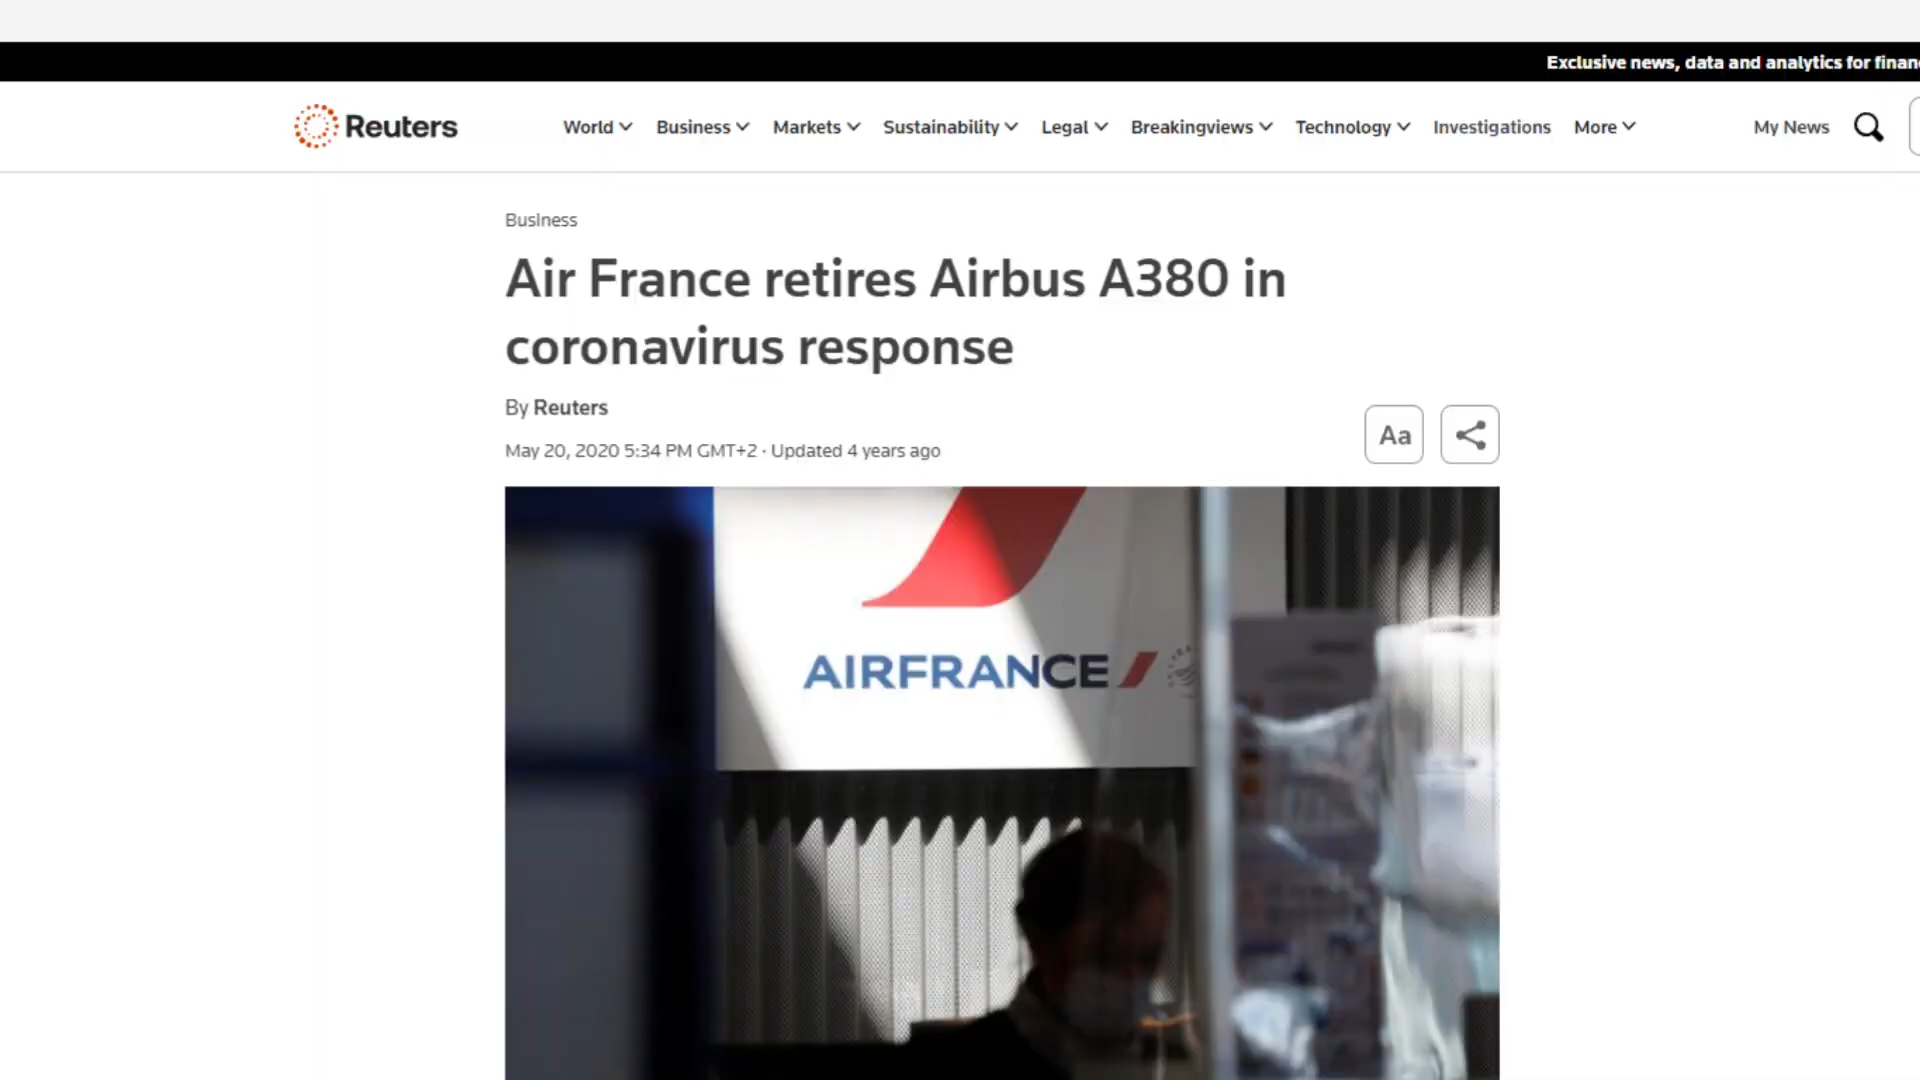 Exclusive news, data and analytics for finan
Reuters
World Business Markets Sustainability Legal Breakingviews Technology Investigations More My News
Business
Air France retires Airbus A380 in
coronavirus response
By Reuters
May 20, 2020 5:34 PM GMT+2 · Updated 4 years ago
Aa
AIRFRANCE